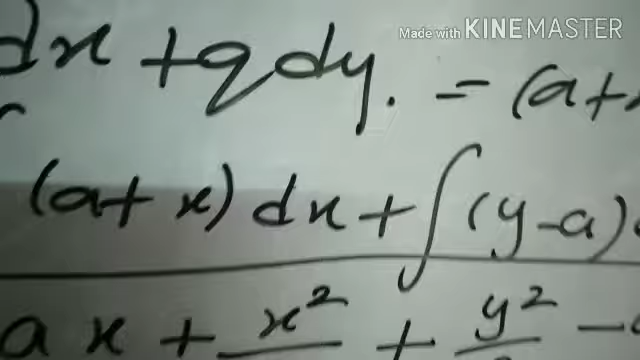 Made with KINEMASTER
dx + q dy. = (a+
(a+x) dx + ∫(y-a)
ax + x² + y² -